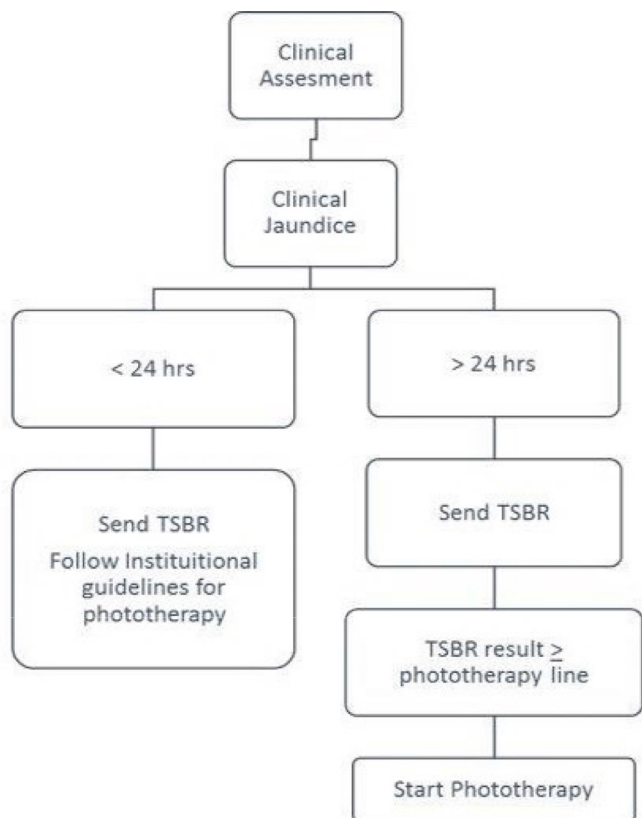 Clinical
Assesment
Clinical
Jaundice
< 24 hrs
> 24 hrs
Send TSBR
Follow Instituitional
guidelines for
phototherapy
Send TSBR
TSBR result ≥
phototherapy line
Start Phototherapy